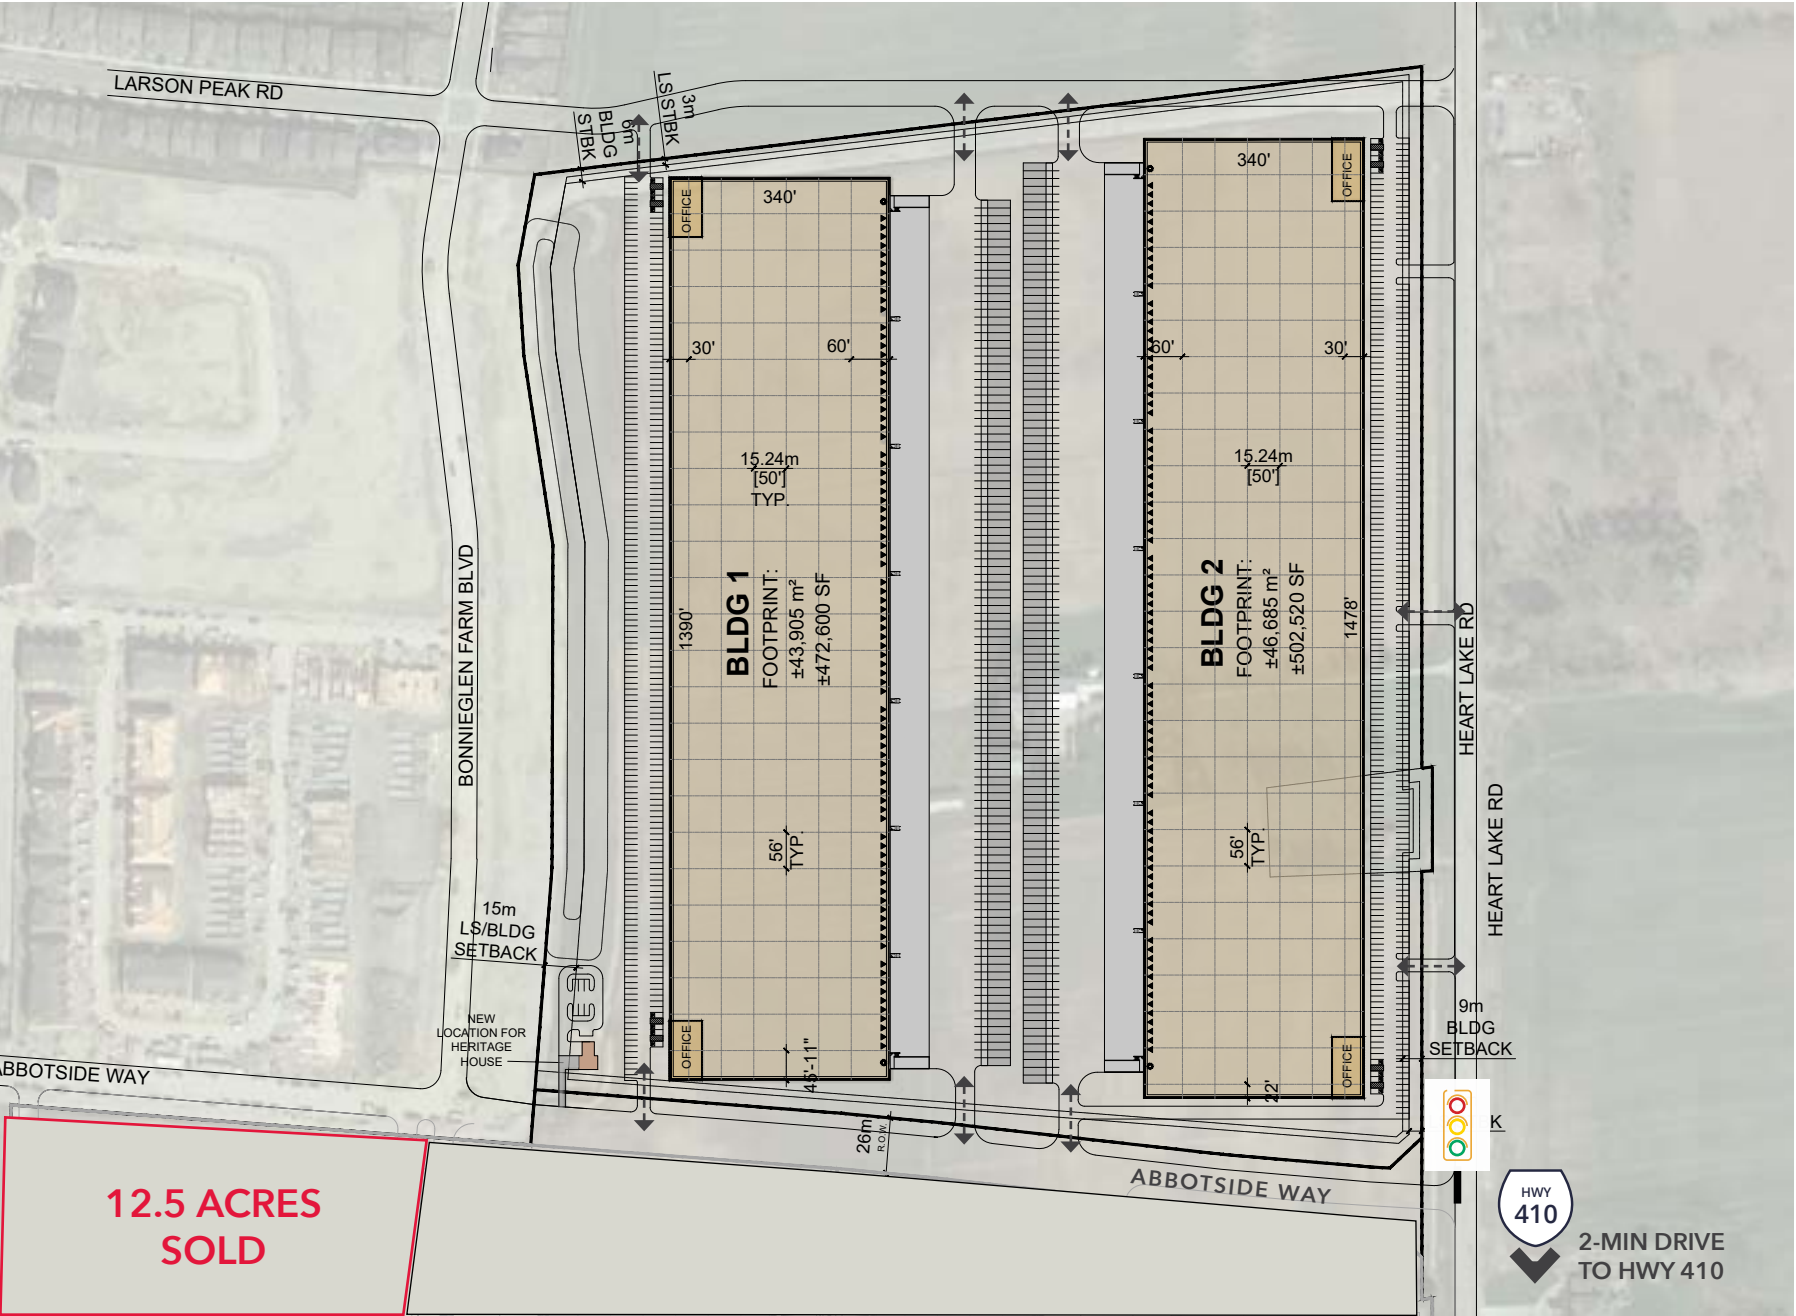 LARSON PEAK RD
3m
LS STBK
6m
BLDG
STBK
OFFICE
340'
30'
60'
15.24m
[50']
TYP.
1390'
BLDG 1
FOOTPRINT:
±43,905 m²
±472,600 SF
56'
TYP.
OFFICE
45'-11"
340'
OFFICE
60'
30'
15.24m
[50']
BLDG 2
FOOTPRINT:
±46,685 m²
±502,520 SF
1478'
56'
TYP.
OFFICE
22'
BONNIEGLEN FARM BLVD
15m
LS/BLDG
SETBACK
NEW
LOCATION FOR
HERITAGE
HOUSE
HEART LAKE RD
HEART LAKE RD
9m
BLDG
SETBACK
K
ABBOTSIDE WAY
26m
R.O.W.
ABBOTSIDE WAY
12.5 ACRES
SOLD
HWY
410
2-MIN DRIVE
TO HWY 410